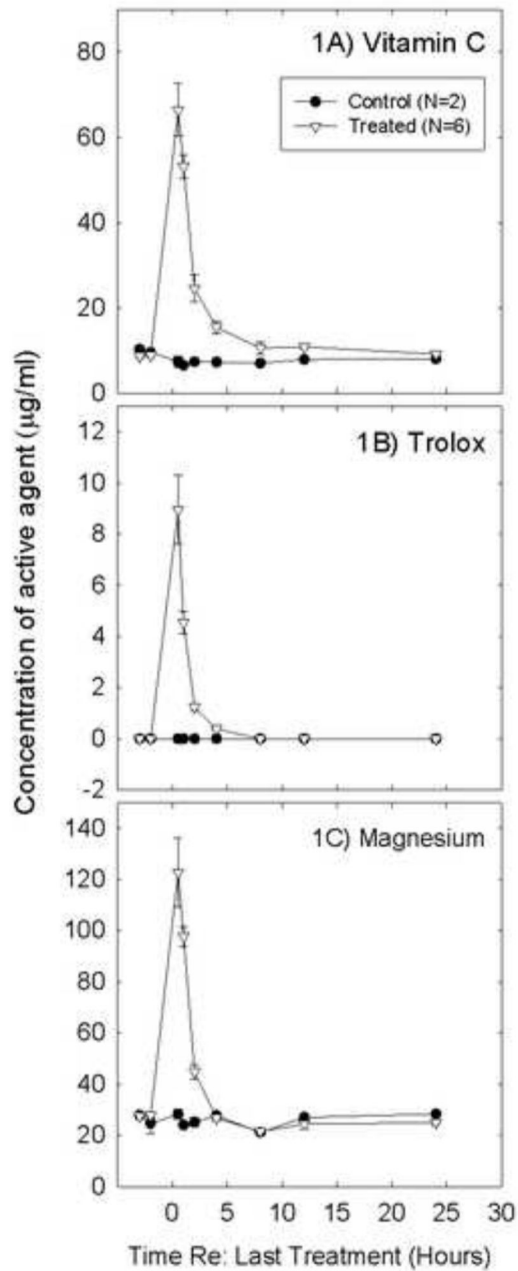 Concentration of active agent (µg/ml)
1A) Vitamin C
Control (N=2)
Treated (N=6)
80
60
40
20
0
1B) Trolox
12
10
8
6
4
2
0
-2
1C) Magnesium
140
120
100
80
60
40
20
0
0 5 10 15 20 25 30
Time Re: Last Treatment (Hours)